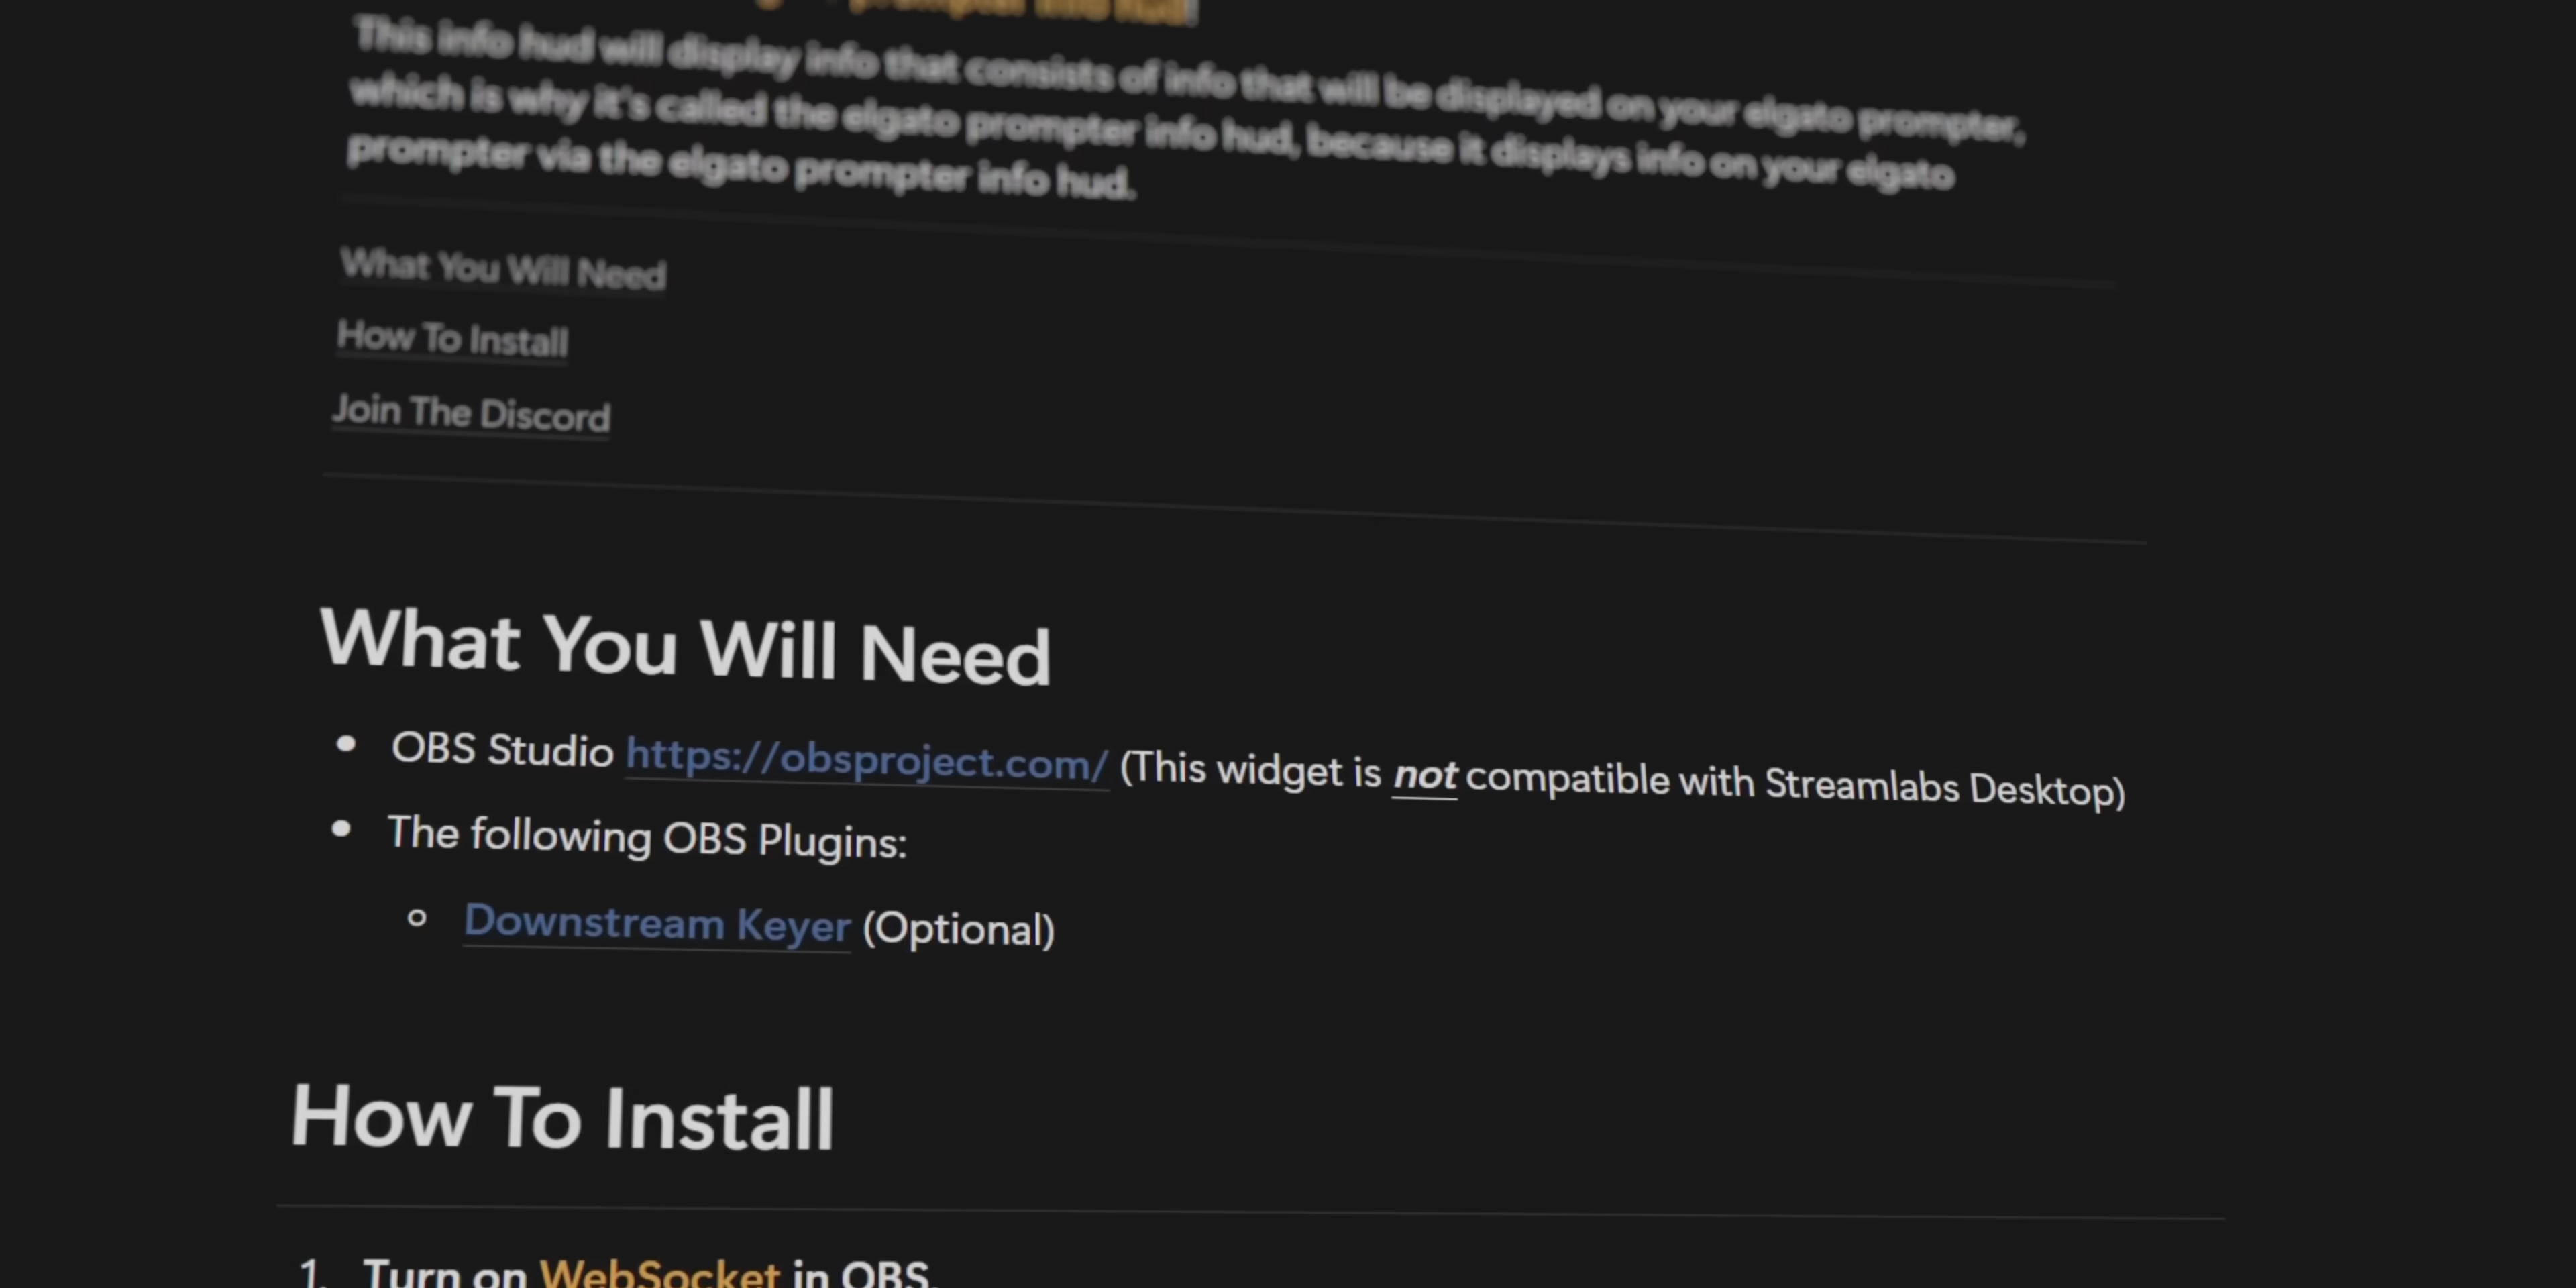 prompter info hud
This info hud will display info that consists of info that will be displayed on your elgato prompter,
which is why it's called the elgato prompter info hud, because it displays info on your elgato
prompter via the elgato prompter info hud.
What You Will Need
How To Install
Join The Discord
What You Will Need
• OBS Studio https://obsproject.com/ (This widget is not compatible with Streamlabs Desktop)
• The following OBS Plugins:
○ Downstream Keyer (Optional)
How To Install
1. Turn on WebSocket in OBS.